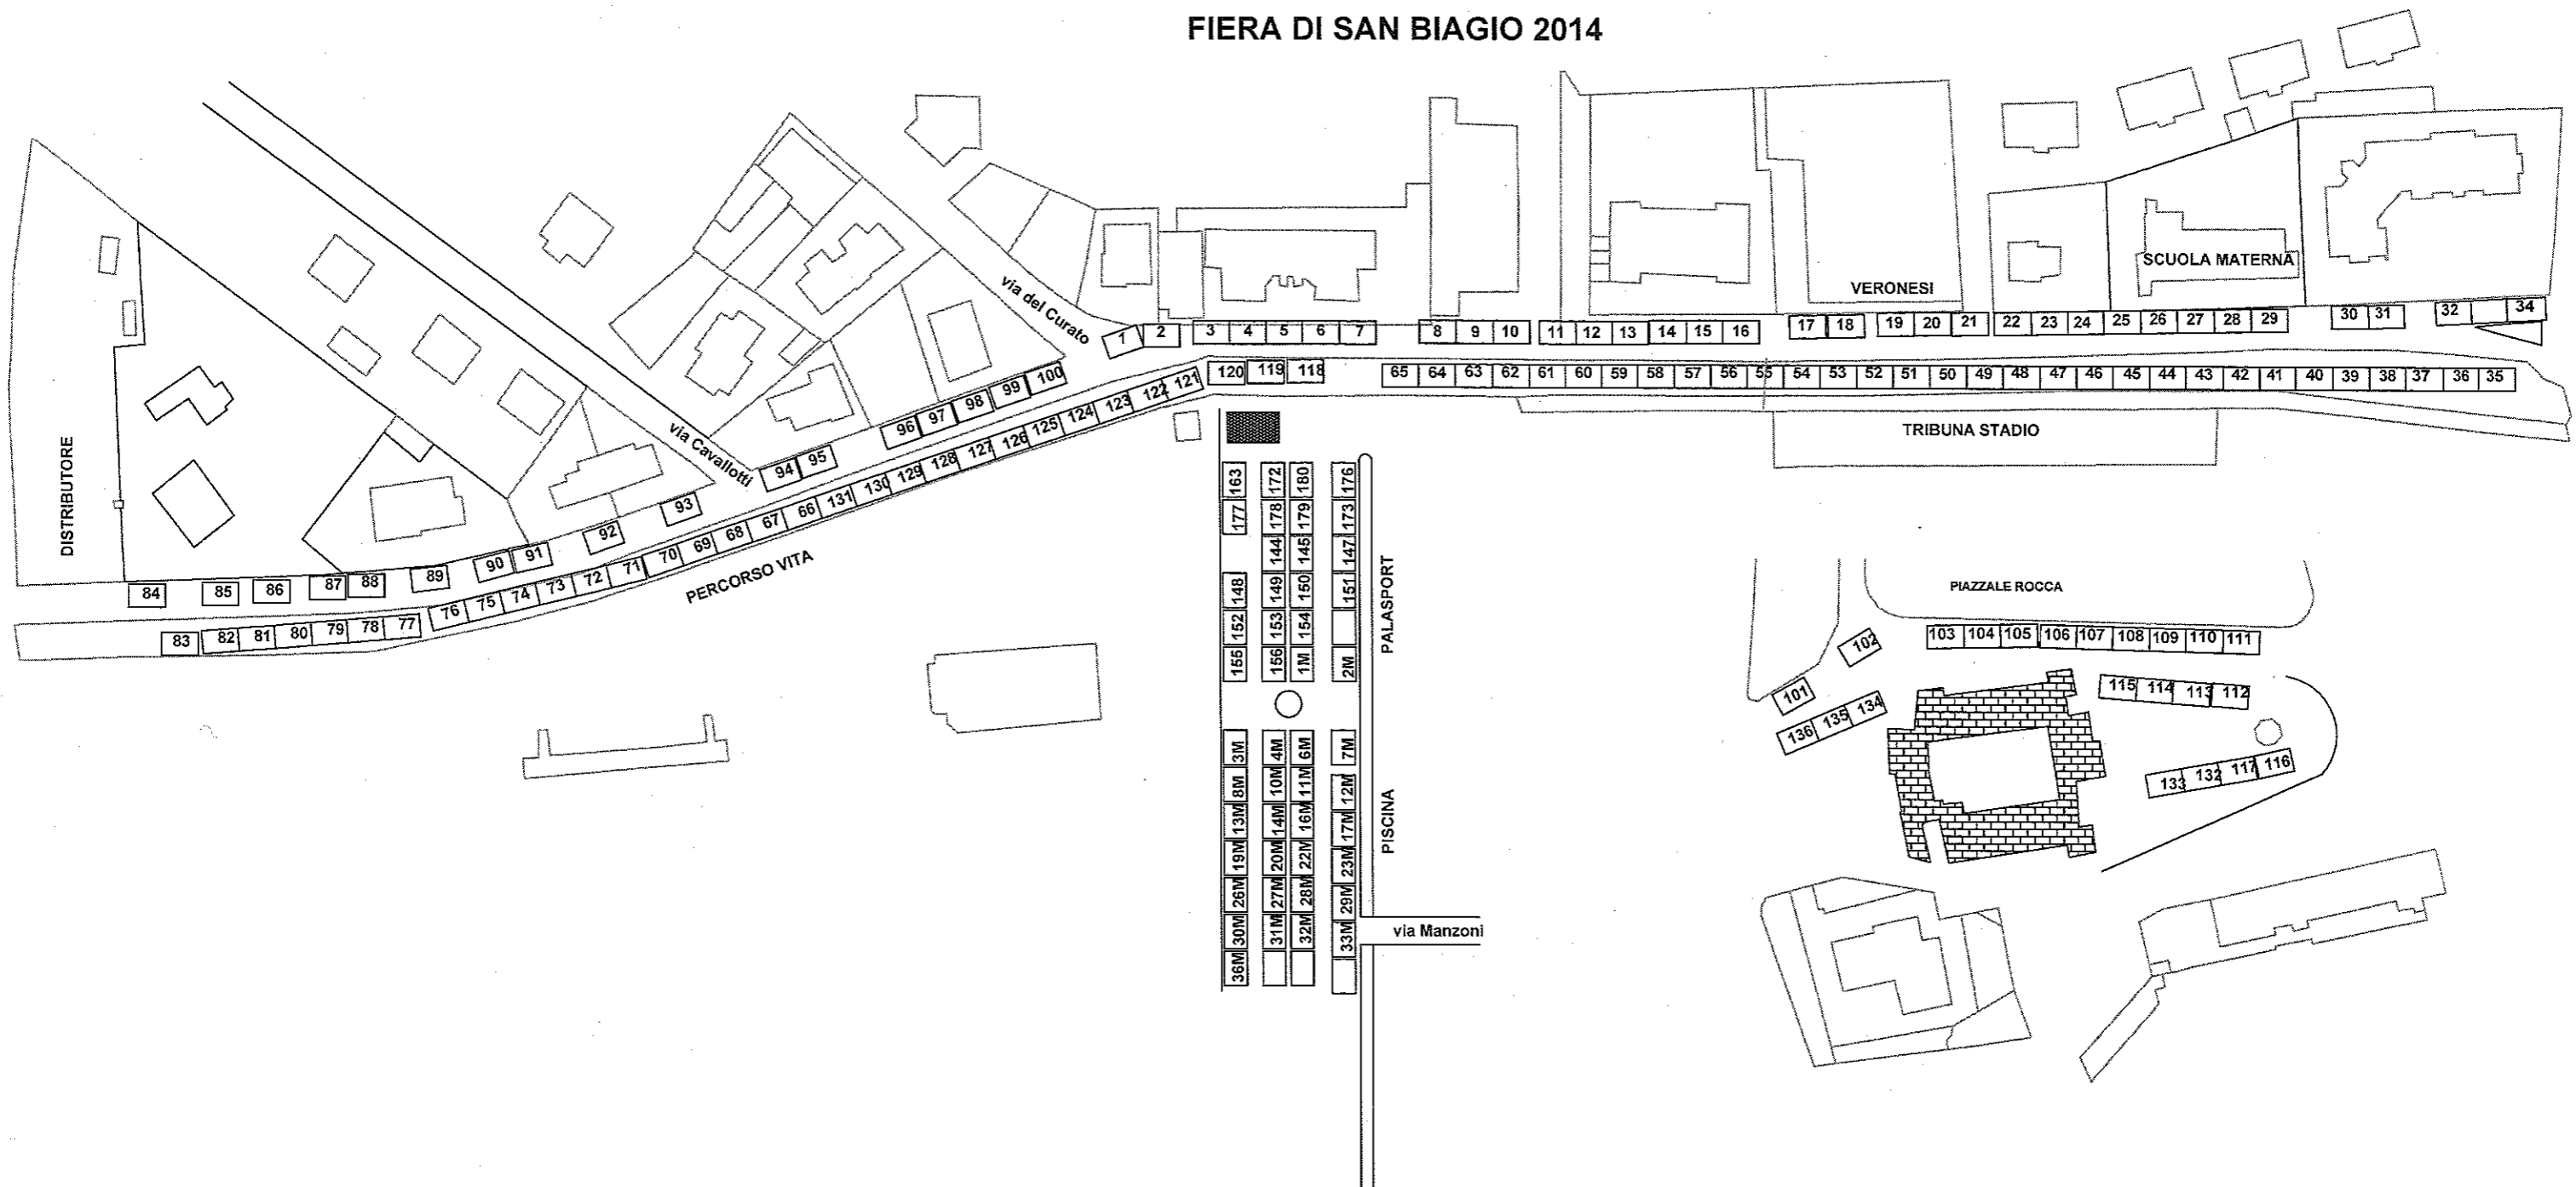 FIERA DI SAN BIAGIO 2014
DISTRIBUTORE
via Cavallotti
via del Curato
VERONESI
SCUOLA MATERNA
1 2 3 4 5 6 7 8 9 10 11 12 13 14 15 16 17 18 19 20 21 22 23 24 25 26 27 28 29 30 31 32 34
120 119 118 65 64 63 62 61 60 59 58 57 56 55 54 53 52 51 50 49 48 47 46 45 44 43 42 41 40 39 38 37 36 35
TRIBUNA STADIO
84 85 86 87 88 89 90 91 92 93 94 95 96 97 98 99 100
83 82 81 80 79 78 77 76 75 74 73 72 71 70 69 68 67 66 131 130 129 128 127 126 125 124 123 122 121
PERCORSO VITA
163 172 180 176
177 178 179 173
144 145 147
148 149 150 151
152 153 154
155 156 1M 2M
3M 4M 6M 7M
8M 10M 11M 12M
13M 14M 16M 17M
19M 20M 22M 23M
26M 27M 28M 29M
30M 31M 32M 33M
36M
PALASPORT
PISCINA
via Manzoni
PIAZZALE ROCCA
101 102 103 104 105 106 107 108 109 110 111
115 114 113 112
136 135 134
133 132 117 116